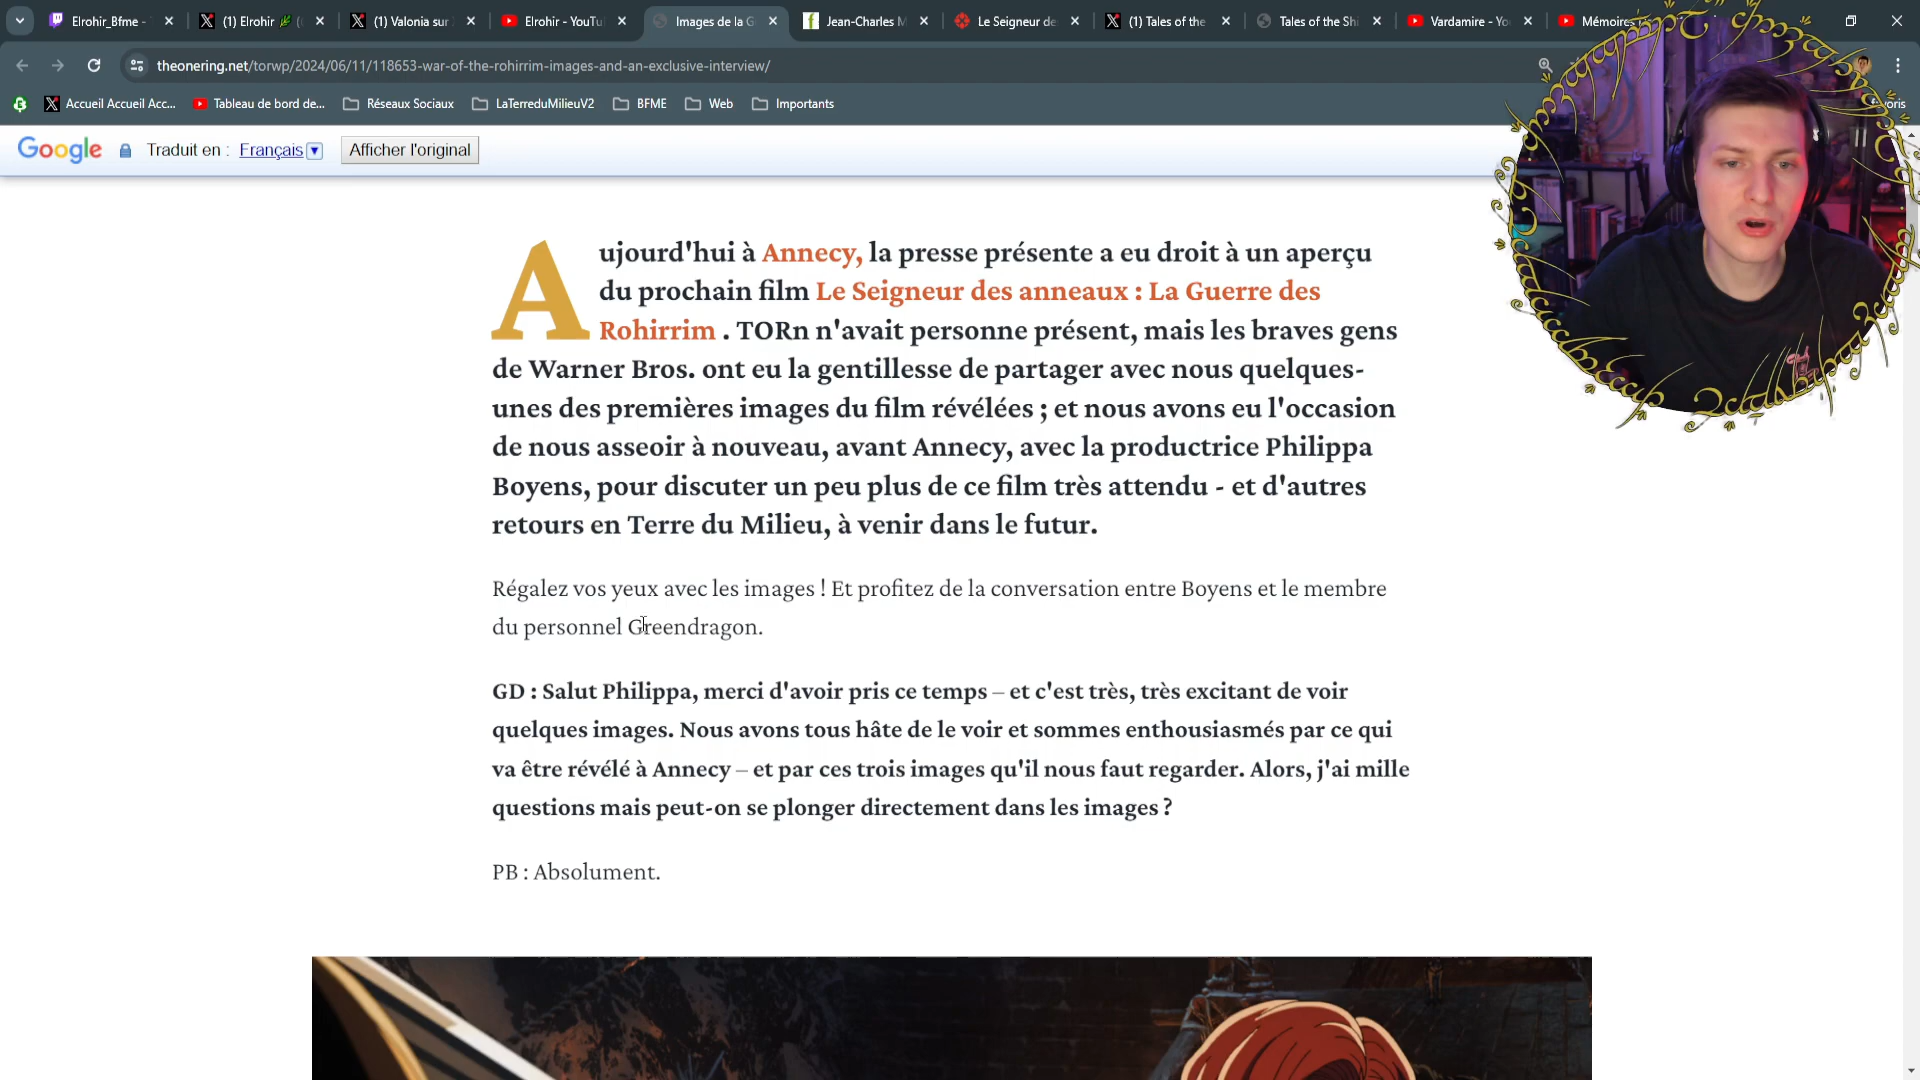 Elrohir_Bfme -
(1) Elrohir
(1) Valonia sur
Elrohir - YouTu
Images de la G
Jean-Charles M
Le Seigneur de
(1) Tales of the
Tales of the Shi
Vardamire - Yo
Mémoires
theonering.net/torwp/2024/06/11/118653-war-of-the-rohirrim-images-and-an-exclusive-interview/
Accueil Accueil Acc...
Tableau de bord de...
Réseaux Sociaux
LaTerreduMilieuV2
BFME
Web
Importants
Google
Traduit en :
Français
Afficher l'original
Aujourd'hui à Annecy, la presse présente a eu droit à un aperçu
du prochain film Le Seigneur des anneaux : La Guerre des
Rohirrim . TORn n'avait personne présent, mais les braves gens
de Warner Bros. ont eu la gentillesse de partager avec nous quelques-
unes des premières images du film révélées ; et nous avons eu l'occasion
de nous asseoir à nouveau, avant Annecy, avec la productrice Philippa
Boyens, pour discuter un peu plus de ce film très attendu - et d'autres
retours en Terre du Milieu, à venir dans le futur.
Régalez vos yeux avec les images ! Et profitez de la conversation entre Boyens et le membre
du personnel Greendragon.
GD : Salut Philippa, merci d'avoir pris ce temps – et c'est très, très excitant de voir
quelques images. Nous avons tous hâte de le voir et sommes enthousiasmés par ce qui
va être révélé à Annecy – et par ces trois images qu'il nous faut regarder. Alors, j'ai mille
questions mais peut-on se plonger directement dans les images ?
PB : Absolument.